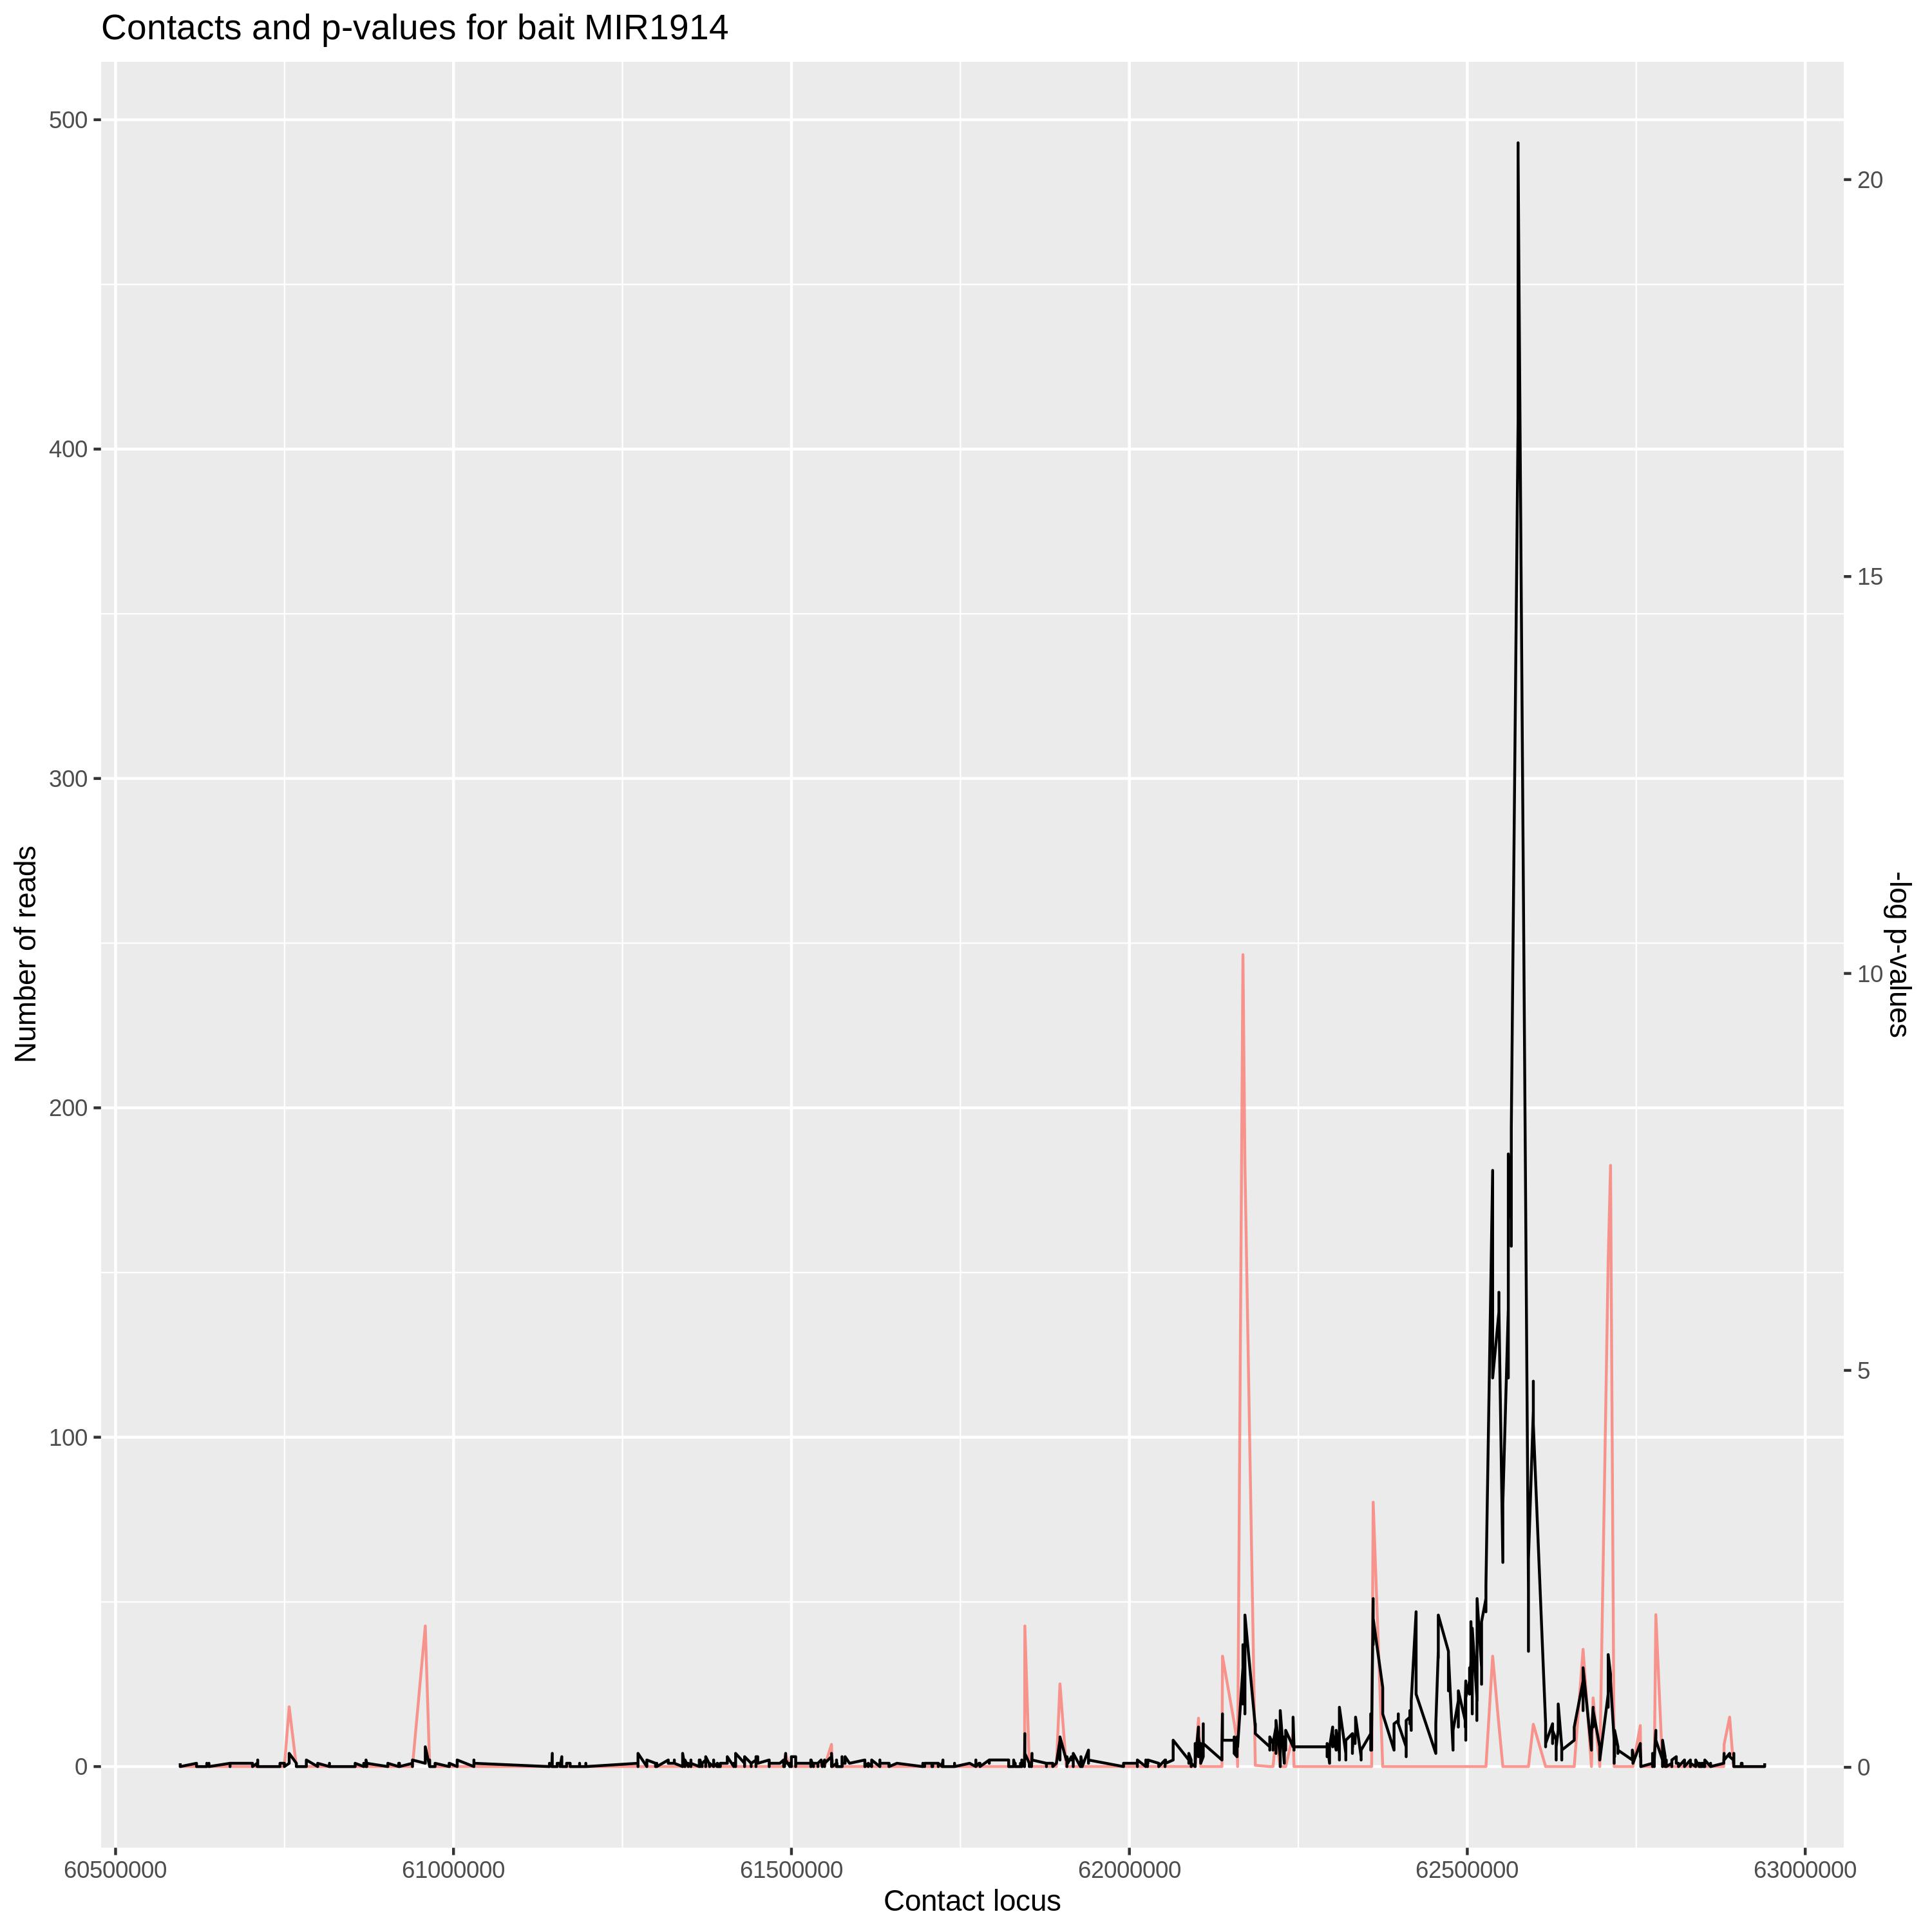 Contacts and p-values for bait MIR1914
500
400
300
200
100
0
Number of reads
20
15
10
5
0
-log p-values
60500000 61000000 61500000 62000000 62500000 63000000
Contact locus